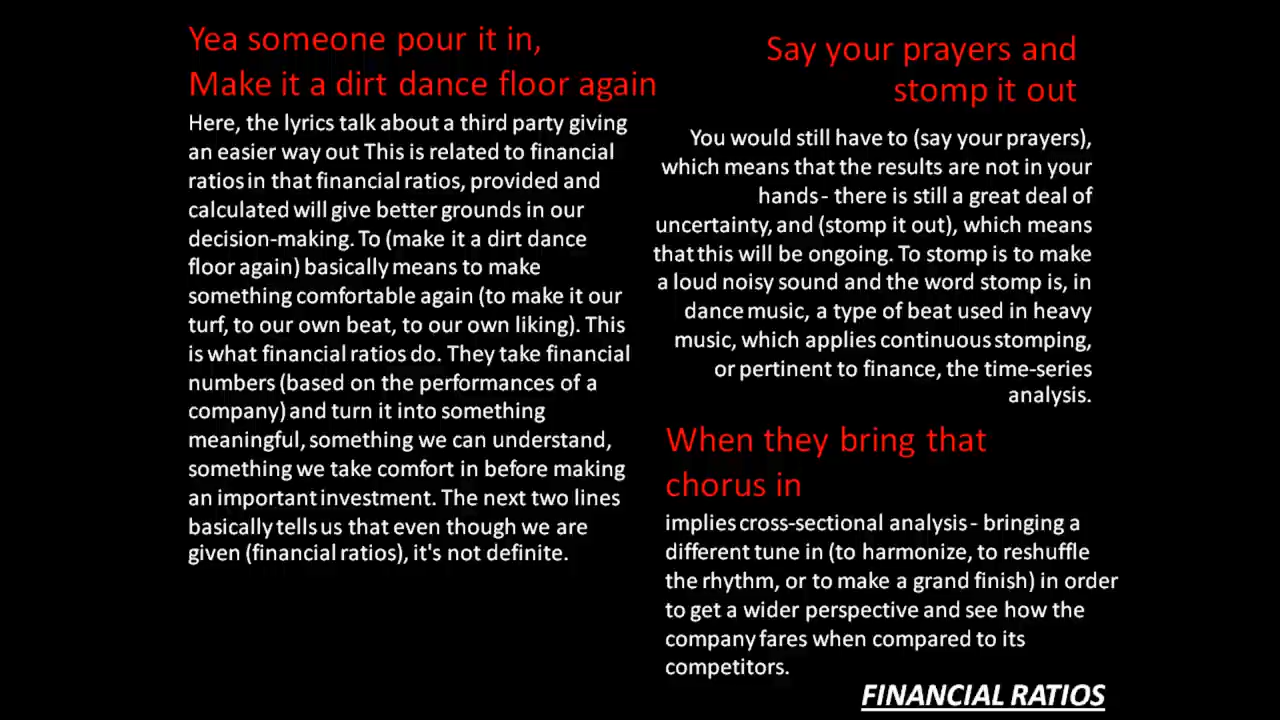 Yea someone pour it in,
Make it a dirt dance floor again
Here, the lyrics talk about a third party giving
an easier way out This is related to financial
ratios in that financial ratios, provided and
calculated will give better grounds in our
decision-making. To (make it a dirt dance
floor again) basically means to make
something comfortable again (to make it our
turf, to our own beat, to our own liking). This
is what financial ratios do. They take financial
numbers (based on the performances of a
company) and turn it into something
meaningful, something we can understand,
something we take comfort in before making
an important investment. The next two lines
basically tells us that even though we are
given (financial ratios), it's not definite.
Say your prayers and
stomp it out
You would still have to (say your prayers),
which means that the results are not in your
hands - there is still a great deal of
uncertainty, and (stomp it out), which means
that this will be ongoing. To stomp is to make
a loud noisy sound and the word stomp is, in
dance music, a type of beat used in heavy
music, which applies continuous stomping,
or pertinent to finance, the time-series
analysis.
When they bring that
chorus in
implies cross-sectional analysis - bringing a
different tune in (to harmonize, to reshuffle
the rhythm, or to make a grand finish) in order
to get a wider perspective and see how the
company fares when compared to its
competitors.
FINANCIAL RATIOS